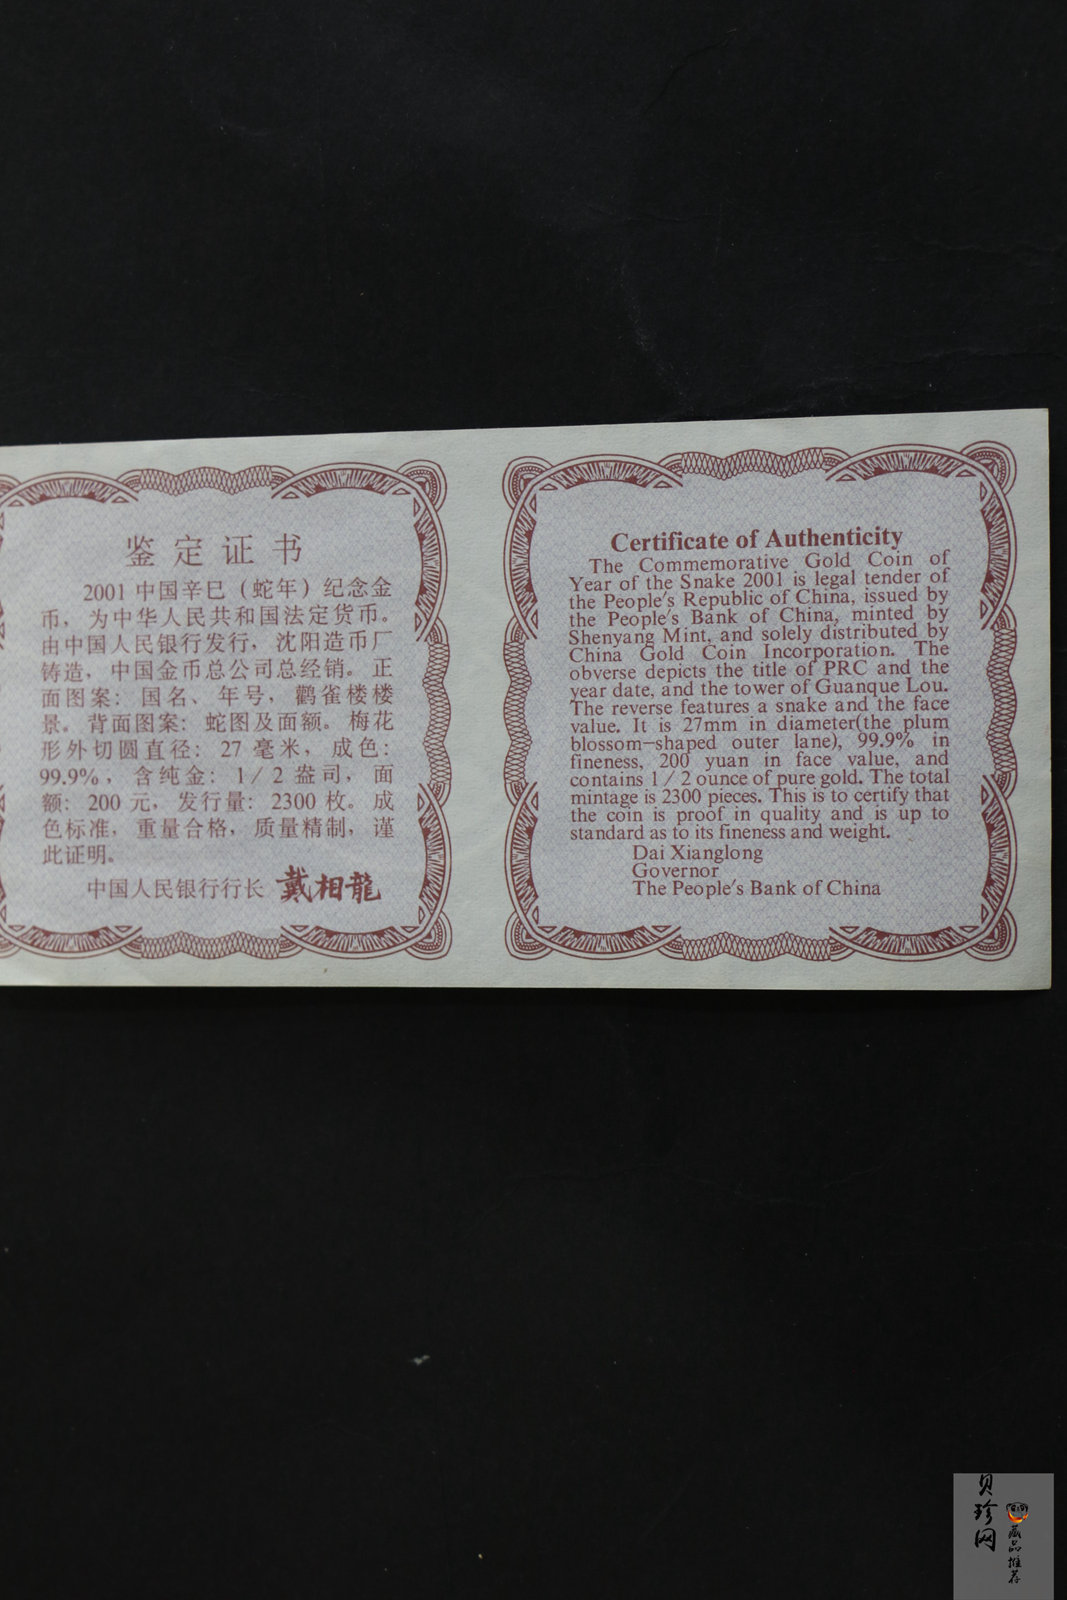 鉴定证书
2001中国辛巳（蛇年）纪念金
币，为中华人民共和国法定货币。
由中国人民银行发行，沈阳造币厂
铸造，中国金币总公司总经销。正
面图案：国名、年号，鹳雀楼楼
景。背面图案：蛇图及面额。梅花
形外切圆直径：27毫米，成色：
99.9%，含纯金：1/2盎司，面
额：200元，发行量：2300枚。成
色标准，重量合格，质量精制，谨
此证明。
中国人民银行行长 戴相龍
Certificate of Authenticity
The Commemorative Gold Coin of
Year of the Snake 2001 is legal tender of
the People's Republic of China, issued by
the People's Bank of China, minted by
Shenyang Mint, and solely distributed by
China Gold Coin Incorporation. The
obverse depicts the title of PRC and the
year date, and the tower of Guanque Lou.
The reverse features a snake and the face
value. It is 27mm in diameter(the plum
blossom-shaped outer lane), 99.9% in
fineness, 200 yuan in face value, and
contains 1/2 ounce of pure gold. The total
mintage is 2300 pieces. This is to certify that
the coin is proof in quality and is up to
standard as to its fineness and weight.
Dai Xianglong
Governor
The People's Bank of China
贝珍网
藏品推荐